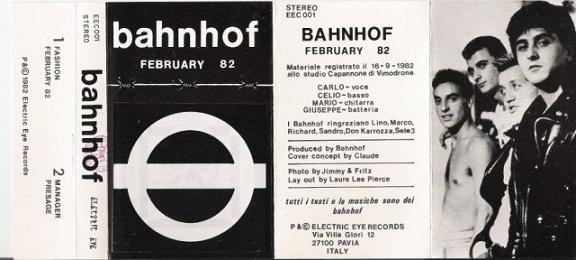 EEC001
STEREO
1 FASHION
FEBRUARY 82
2 MANAGER
PRESAGE
P&©1982 Electric Eye Records
bahnhof
ELECTRIC EYE
bahnhof
FEBRUARY 82
STEREO
EEC001
BAHNHOF
FEBRUARY 82
Materiale registrato il 16-9-1982
allo studio Capannone di Vimodrone
CARLO-voce
CELIO-basso
MARIO-chitarra
GIUSEPPE-batteria
I Bahnhof ringraziano Lino, Marco,
Richard, Sandro, Don Karrozza, Sele3
Produced by Bahnhof
Cover concept by Claude
Photo by Jimmy & Fritz
Lay out by Laura Lee Pierce
tutti i testi e la musiche sono dei
bahnhof
P&© ELECTRIC EYE RECORDS
Via Villa Glori 12
27100 PAVIA
ITALY